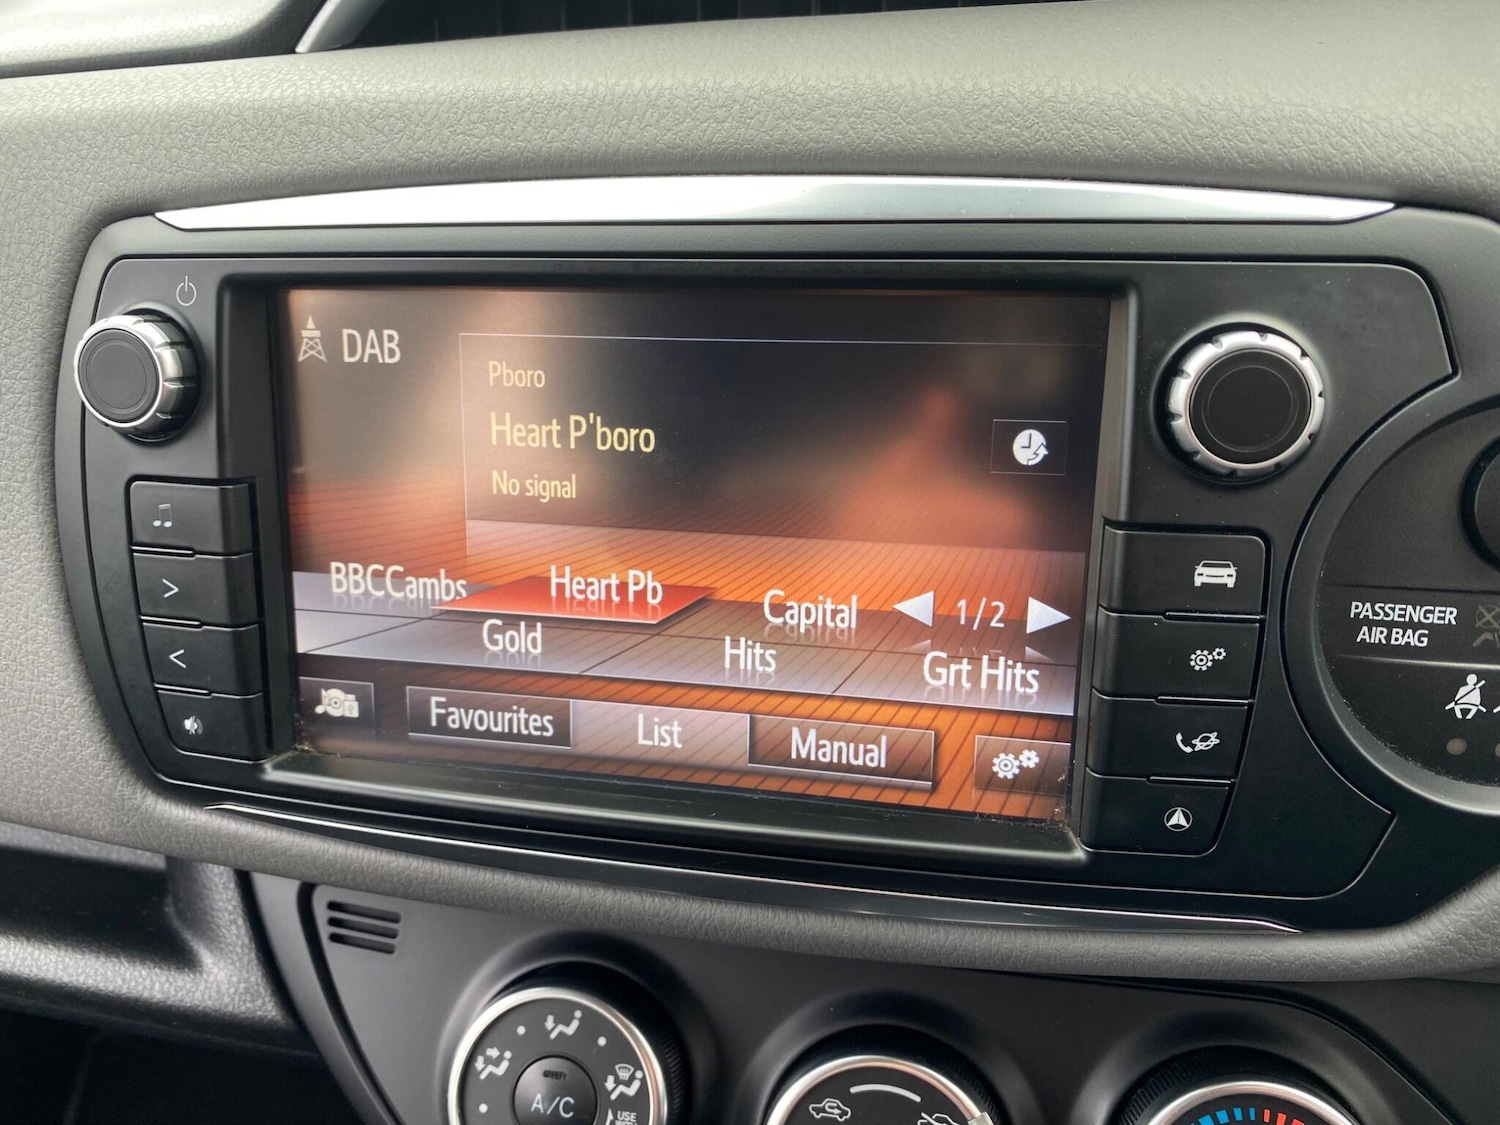 DAB
Pboro
Heart P'boro
No signal
BBCCambs
Heart Pb
Capital
1/2
Gold
Hits
Grt Hits
Favourites
List
Manual
PASSENGER
AIR BAG
A/C
USE